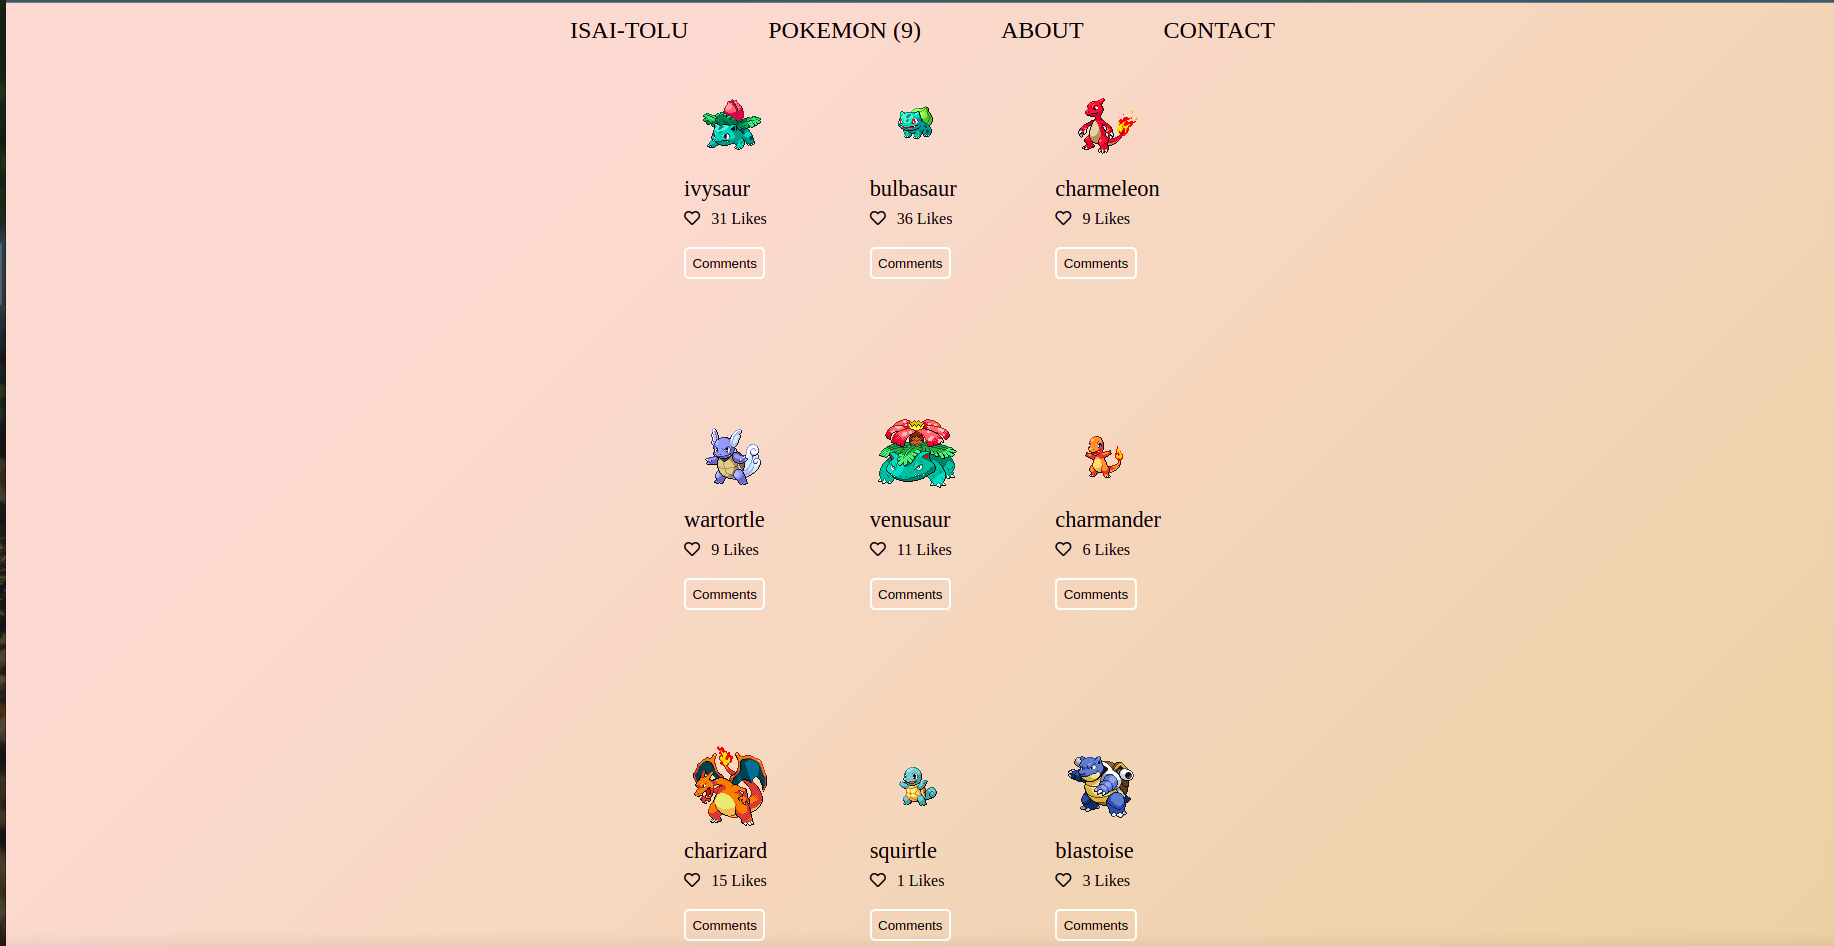 ISAI-TOLU POKEMON (9) ABOUT CONTACT
ivysaur bulbasaur charmeleon
31 Likes 36 Likes 9 Likes
Comments Comments Comments
wartortle venusaur charmander
9 Likes 11 Likes 6 Likes
Comments Comments Comments
charizard squirtle blastoise
15 Likes 1 Likes 3 Likes
Comments Comments Comments